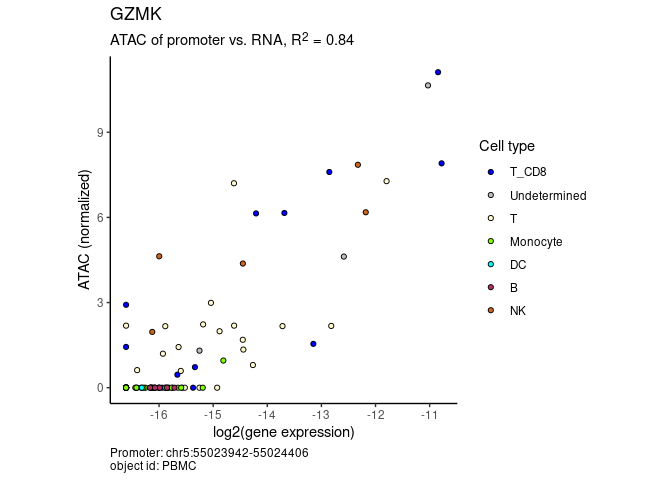 GZMK
ATAC of promoter vs. RNA, R2 = 0.84
ATAC (normalized)
9
6
3
0
-16 -15 -14 -13 -12 -11
log2(gene expression)
Cell type
T_CD8
Undetermined
T
Monocyte
DC
B
NK
Promoter: chr5:55023942-55024406
object id: PBMC